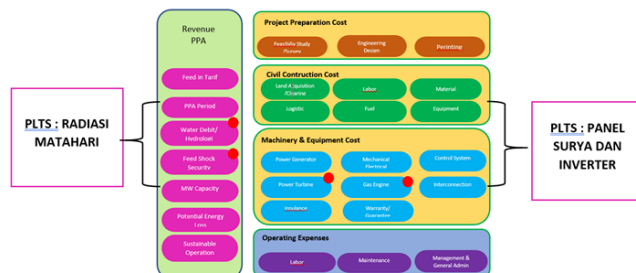 PLTS : RADIASI
MATAHARI
Revenue
PPA
Feed in Tarif
PPA Period
Water Debit/
Hydrologi
Feed Shock
Security
MW Capacity
Potential Energy
Loss
Sustainable
Operation
Project Preparation Cost
Feasibility Study
Engineering
Design
Perinting
Civil Contruction Cost
Land Aquisition
/Clearing
Labor
Material
Logistic
Fuel
Equipment
Machinery & Equipment Cost
Power Generator
Mechanical
Electrical
Control System
Power Turbine
Gas Engine
Interconnection
Insulance
Warranty/
Guarantee
Operating Expenses
Labor
Maintenance
Management &
General Admin
PLTS : PANEL
SURYA DAN
INVERTER